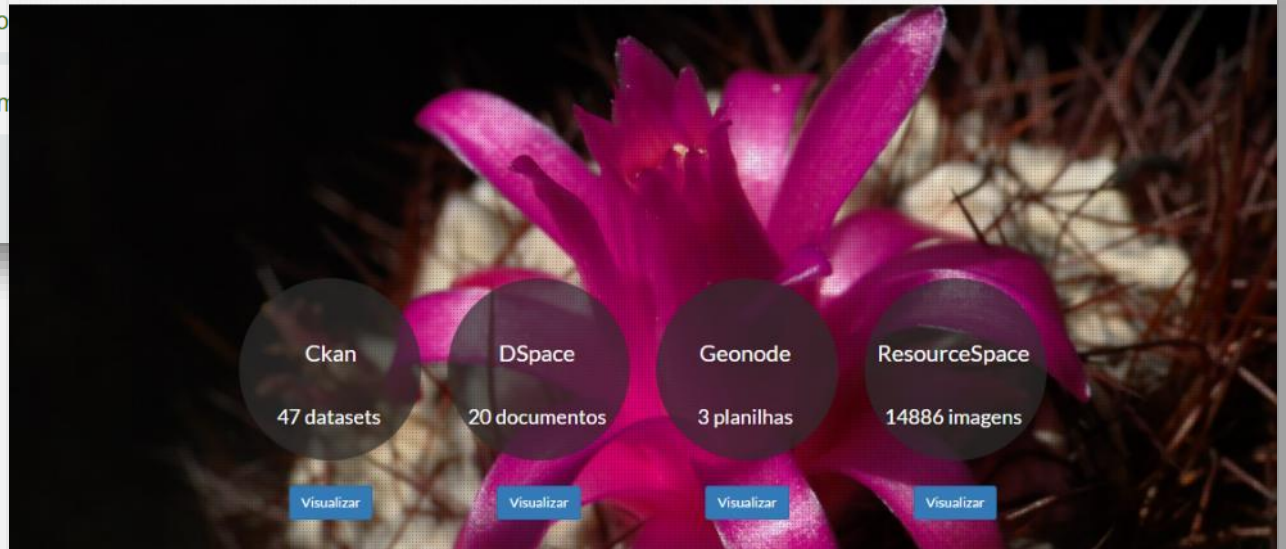 Ckan
47 datasets
Visualizar
DSpace
20 documentos
Visualizar
Geonode
3 planilhas
Visualizar
ResourceSpace
14886 imagens
Visualizar